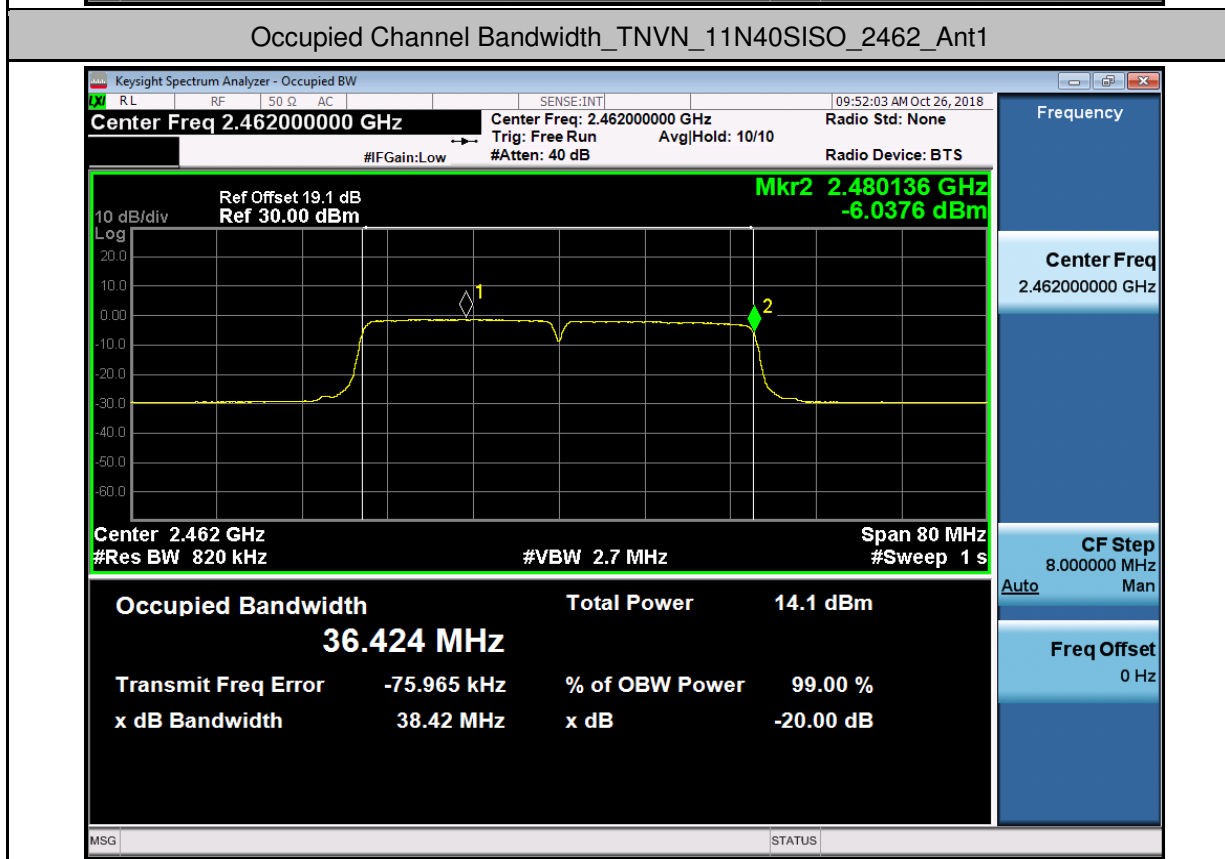 Occupied Channel Bandwidth_TNVN_11N40SISO_2462_Ant1
Keysight Spectrum Analyzer - Occupied BW
LXI RL RF 50 Ω AC SENSE:INT 09:52:03 AM Oct 26, 2018
Center Freq 2.462000000 GHz
Center Freq: 2.462000000 GHz Radio Std: None
Trig: Free Run Avg|Hold: 10/10
#IFGain:Low #Atten: 40 dB Radio Device: BTS
Mkr2 2.480136 GHz
-6.0376 dBm
Ref Offset 19.1 dB
10 dB/div Ref 30.00 dBm
Log
20.0
10.0
0.00
-10.0
-20.0
-30.0
-40.0
-50.0
-60.0
1
2
Center 2.462 GHz Span 80 MHz
#Res BW 820 kHz #VBW 2.7 MHz #Sweep 1 s
Occupied Bandwidth Total Power 14.1 dBm
36.424 MHz
Transmit Freq Error -75.965 kHz % of OBW Power 99.00 %
x dB Bandwidth 38.42 MHz x dB -20.00 dB
MSG STATUS
Frequency
Center Freq
2.462000000 GHz
CF Step
8.000000 MHz
Auto Man
Freq Offset
0 Hz